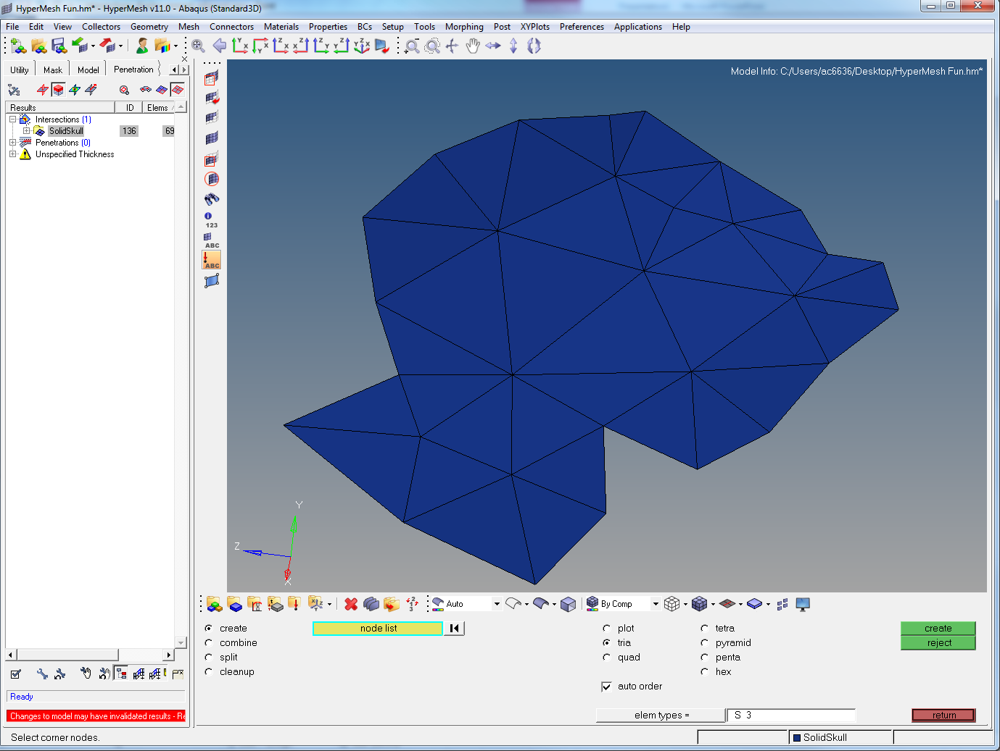 HyperMesh Fun.hm* - HyperMesh v11.0 - Abaqus (Standard3D)
File Edit View Collectors Geometry Mesh Connectors Materials Properties BCs Setup Tools Morphing Post XYPlots Preferences Applications Help
Utility Mask Model Penetration
Model Info: C:/Users/ac6636/Desktop/HyperMesh Fun.hm*
Results ID Elems
Intersections (1)
SolidSkull 136 69
Penetrations (0)
Unspecified Thickness
123
ABC
ABC
Y
Z
X
Auto
By Comp
create node list plot tetra create
combine tria pyramid reject
split quad penta
cleanup hex
auto order
elem types = S 3 return
Ready
Changes to model may have invalidated results - Re
Select corner nodes. SolidSkull